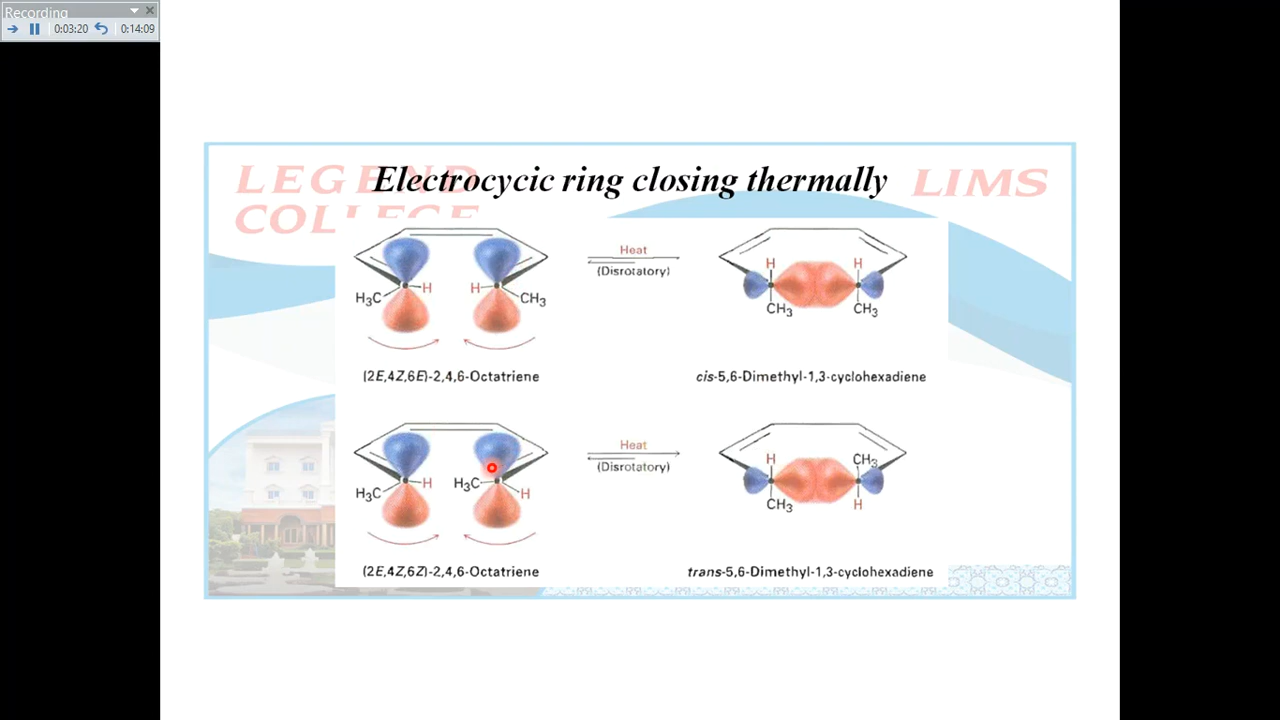 Recording
0:03:20
0:14:09
LEGEND
COLLEGE
LIMS
Electrocycic ring closing thermally
H₃C
H
H
CH₃
Heat
(Disrotatory)
H
H
CH₃
CH₃
(2E,4Z,6E)-2,4,6-Octatriene
cis-5,6-Dimethyl-1,3-cyclohexadiene
H₃C
H
H₃C
H
Heat
(Disrotatory)
H
CH₃
CH₃
H
(2E,4Z,6Z)-2,4,6-Octatriene
trans-5,6-Dimethyl-1,3-cyclohexadiene